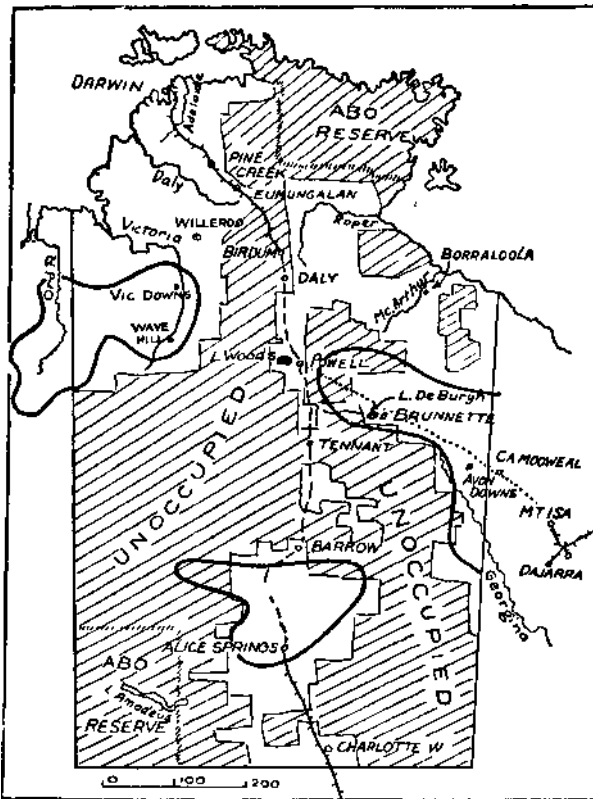 DARWIN
Adelaide
ABO
RESERVE
PINE
CREEK
EUMUNGALAN
Daly
Victoria
WILLEROO
Roper
BIRDUM
BORRALOOLA
ORD
DALY
McArthur
VIC DOWNS
WAVE
HILL
L Woods
POWELL
L. De Burgh
BRUNNETTE
TENNANT
CAMOOWEAL
AVON
DOWNS
UNOCCUPIED
UNOCCUPIED
MT ISA
DAJARRA
BARROW
Georgina
ALICE SPRINGS
ABO
L Amadeus
RESERVE
CHARLOTTE W
0 100 200